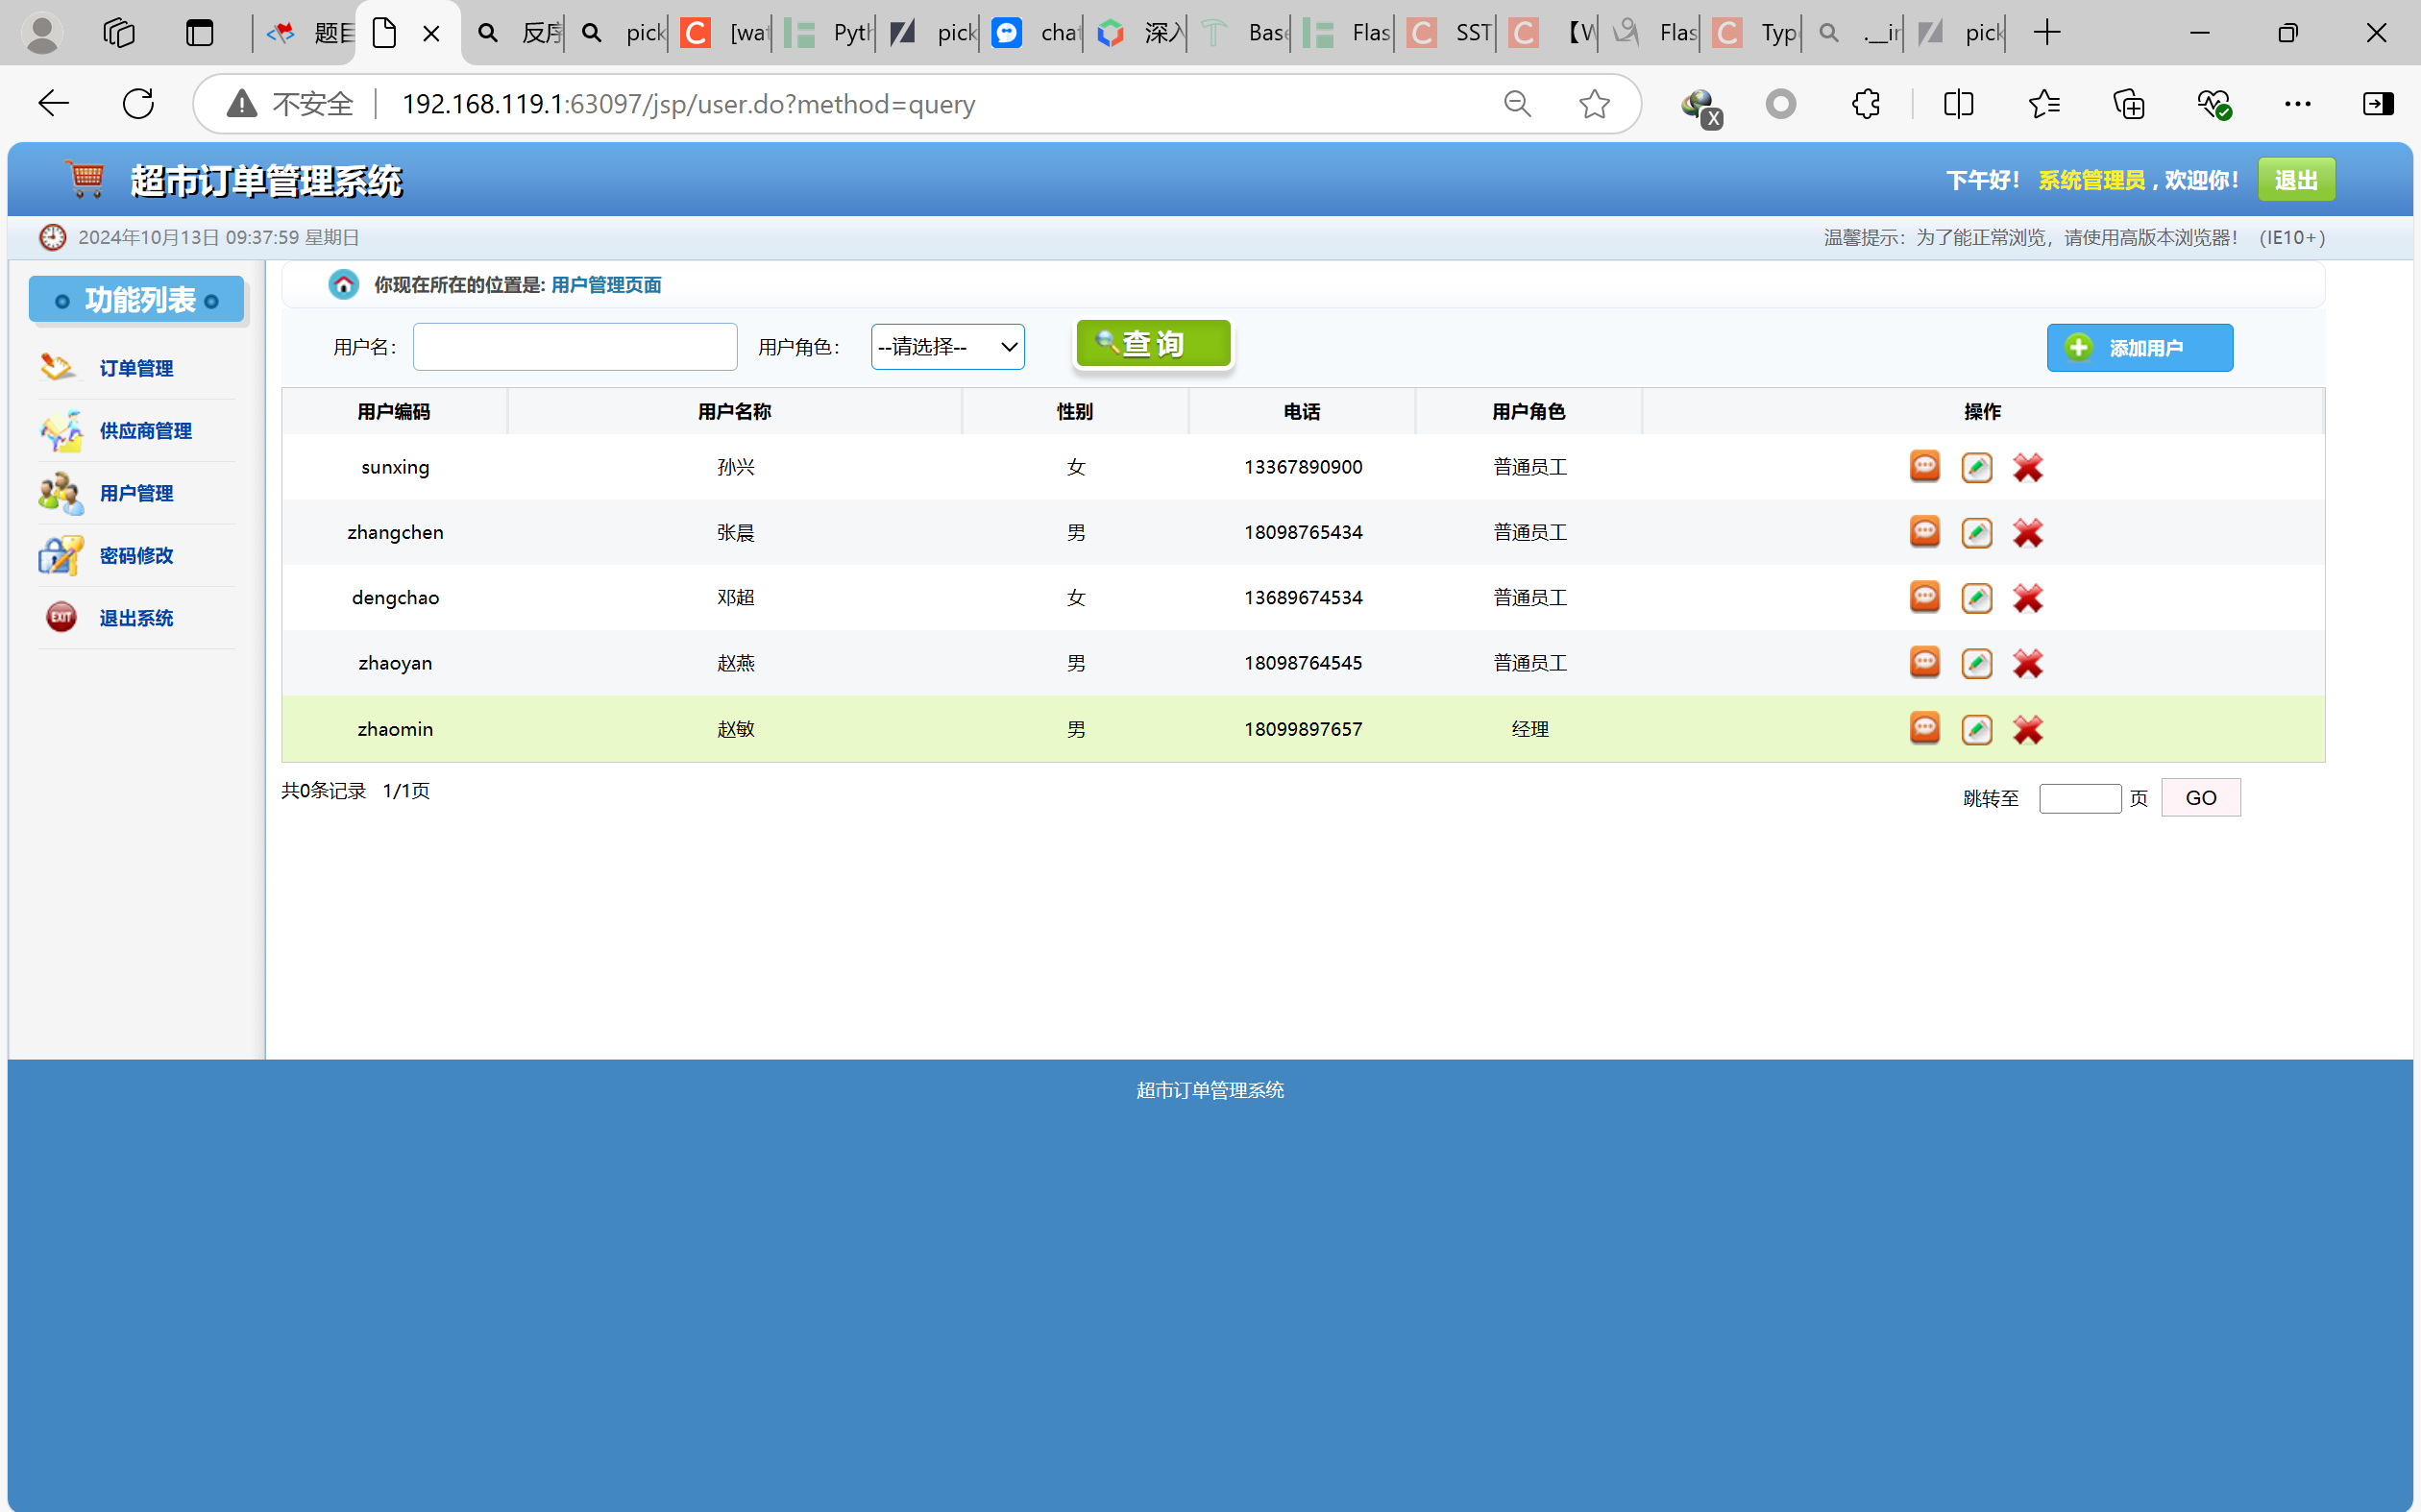 题目 反序 pick [wat Pyth pick chat 深入 Base Flas SST 【W Flas Typ .__in pick
不安全 192.168.119.1:63097/jsp/user.do?method=query
超市订单管理系统 下午好！ 系统管理员 , 欢迎你！ 退出
2024年10月13日 09:37:59 星期日 温馨提示：为了能正常浏览，请使用高版本浏览器！ (IE10+)
功能列表
订单管理
供应商管理
用户管理
密码修改
EXIT 退出系统
你现在所在的位置是: 用户管理页面
用户名： 用户角色： --请选择-- 查 询 添加用户
用户编码 用户名称 性别 电话 用户角色 操作
sunxing 孙兴 女 13367890900 普通员工
zhangchen 张晨 男 18098765434 普通员工
dengchao 邓超 女 13689674534 普通员工
zhaoyan 赵燕 男 18098764545 普通员工
zhaomin 赵敏 男 18099897657 经理
共0条记录 1/1页 跳转至 页 GO
超市订单管理系统